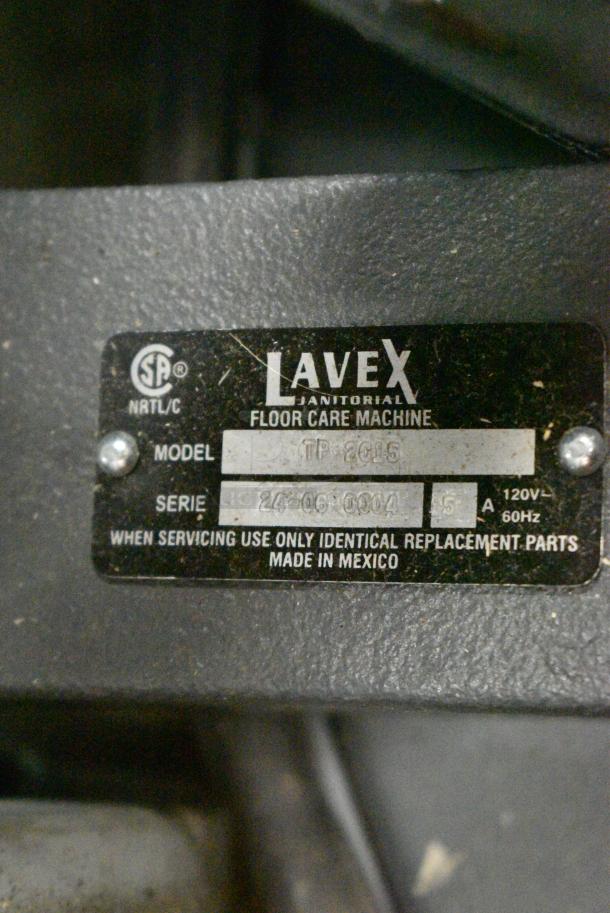 CSA®
NRTL/C
LAVEX
JANITORIAL
FLOOR CARE MACHINE
MODEL TP 2015
SERIE 24-06 0004 5 A 120V~
60Hz
WHEN SERVICING USE ONLY IDENTICAL REPLACEMENT PARTS
MADE IN MEXICO